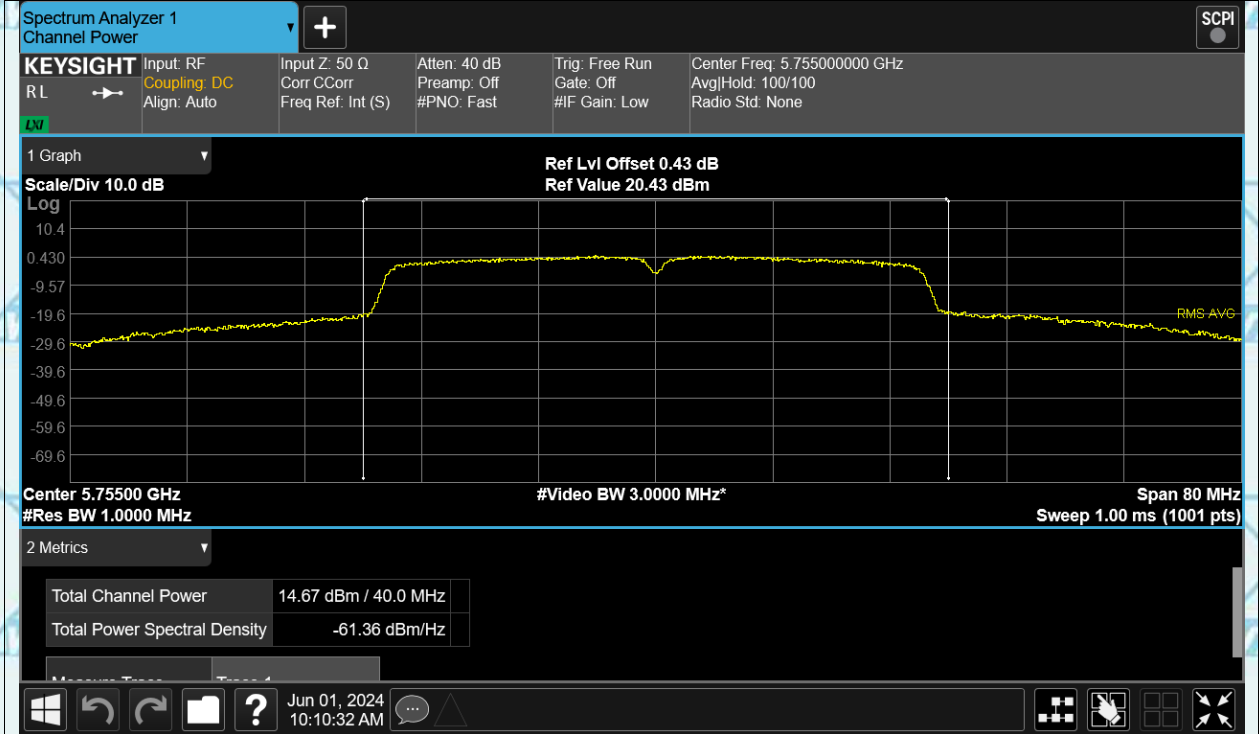 Spectrum Analyzer 1
Channel Power
SCPI
KEYSIGHT
R L
LXI
Input: RF
Coupling: DC
Align: Auto
Input Z: 50 Ω
Corr CCorr
Freq Ref: Int (S)
Atten: 40 dB
Preamp: Off
#PNO: Fast
Trig: Free Run
Gate: Off
#IF Gain: Low
Center Freq: 5.755000000 GHz
Avg|Hold: 100/100
Radio Std: None
1 Graph
Scale/Div 10.0 dB
Ref Lvl Offset 0.43 dB
Ref Value 20.43 dBm
Log
10.4
0.430
-9.57
-19.6
-29.6
-39.6
-49.6
-59.6
-69.6
RMS AVG
Center 5.75500 GHz
#Video BW 3.0000 MHz*
Span 80 MHz
#Res BW 1.0000 MHz
Sweep 1.00 ms (1001 pts)
2 Metrics
Total Channel Power 14.67 dBm / 40.0 MHz
Total Power Spectral Density -61.36 dBm/Hz
Measure Trace Trace 1
?
Jun 01, 2024
10:10:32 AM